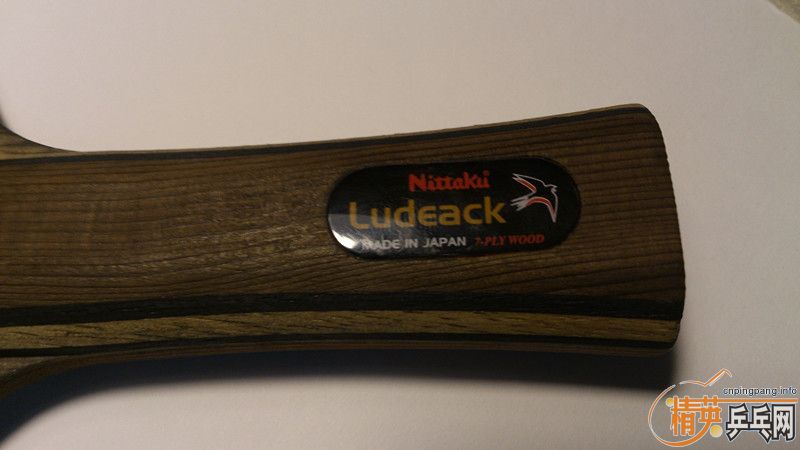 Nittaku
Ludeack
MADE IN JAPAN 7-PLY WOOD
cnpingpang.info
精英乒乓网